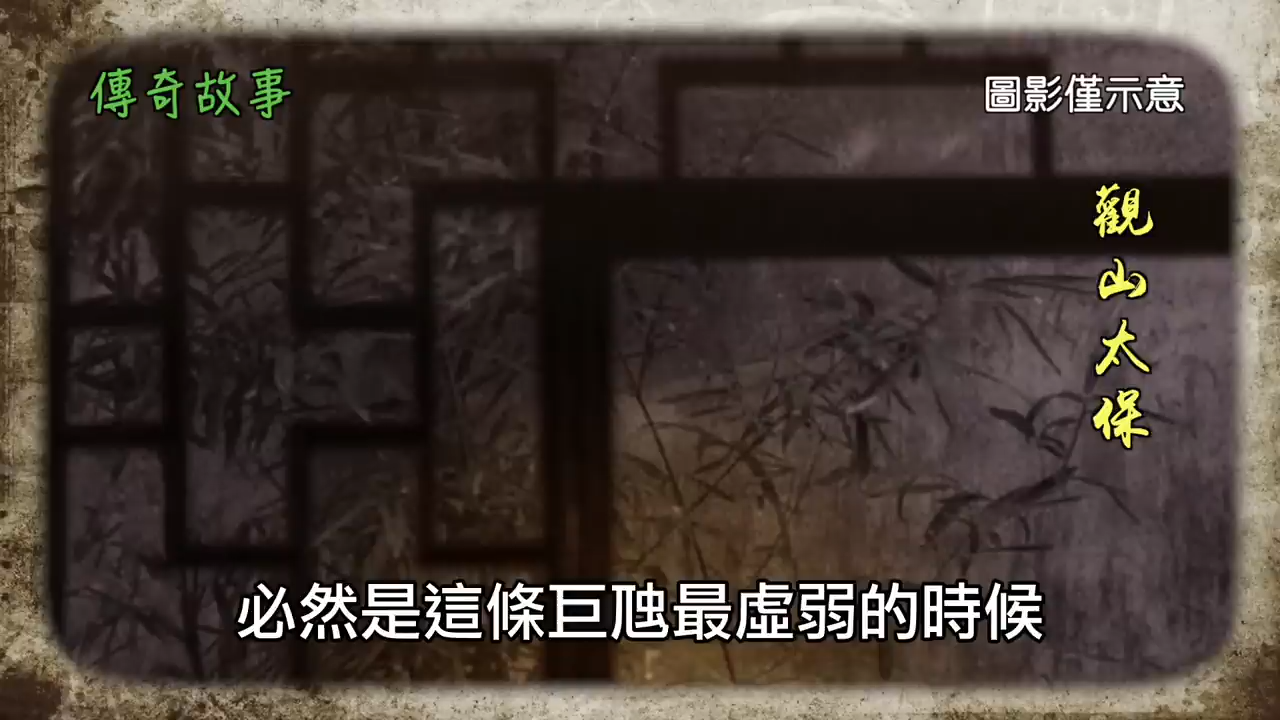 傳奇故事
圖影僅示意
觀山太保
必然是這條巨虺最虛弱的時候